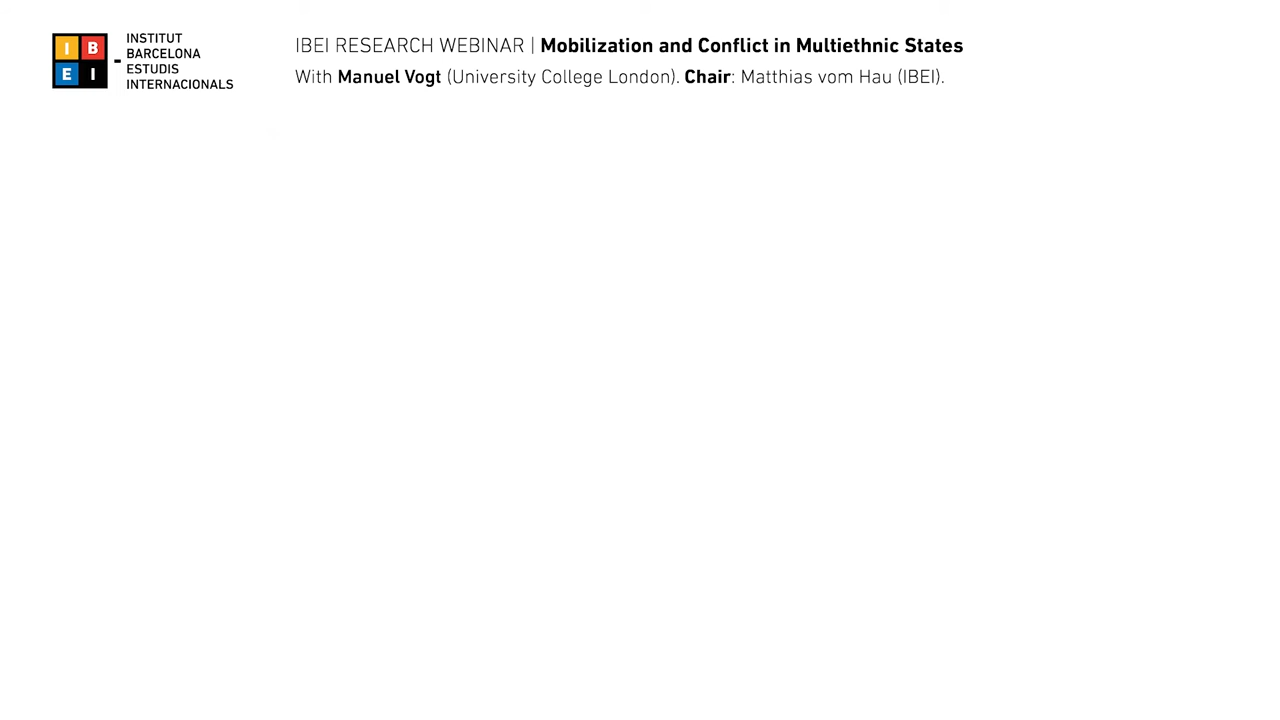 I B
E I
INSTITUT
BARCELONA
ESTUDIS
INTERNACIONALS
IBEI RESEARCH WEBINAR | Mobilization and Conflict in Multiethnic States
With Manuel Vogt (University College London). Chair: Matthias vom Hau (IBEI).